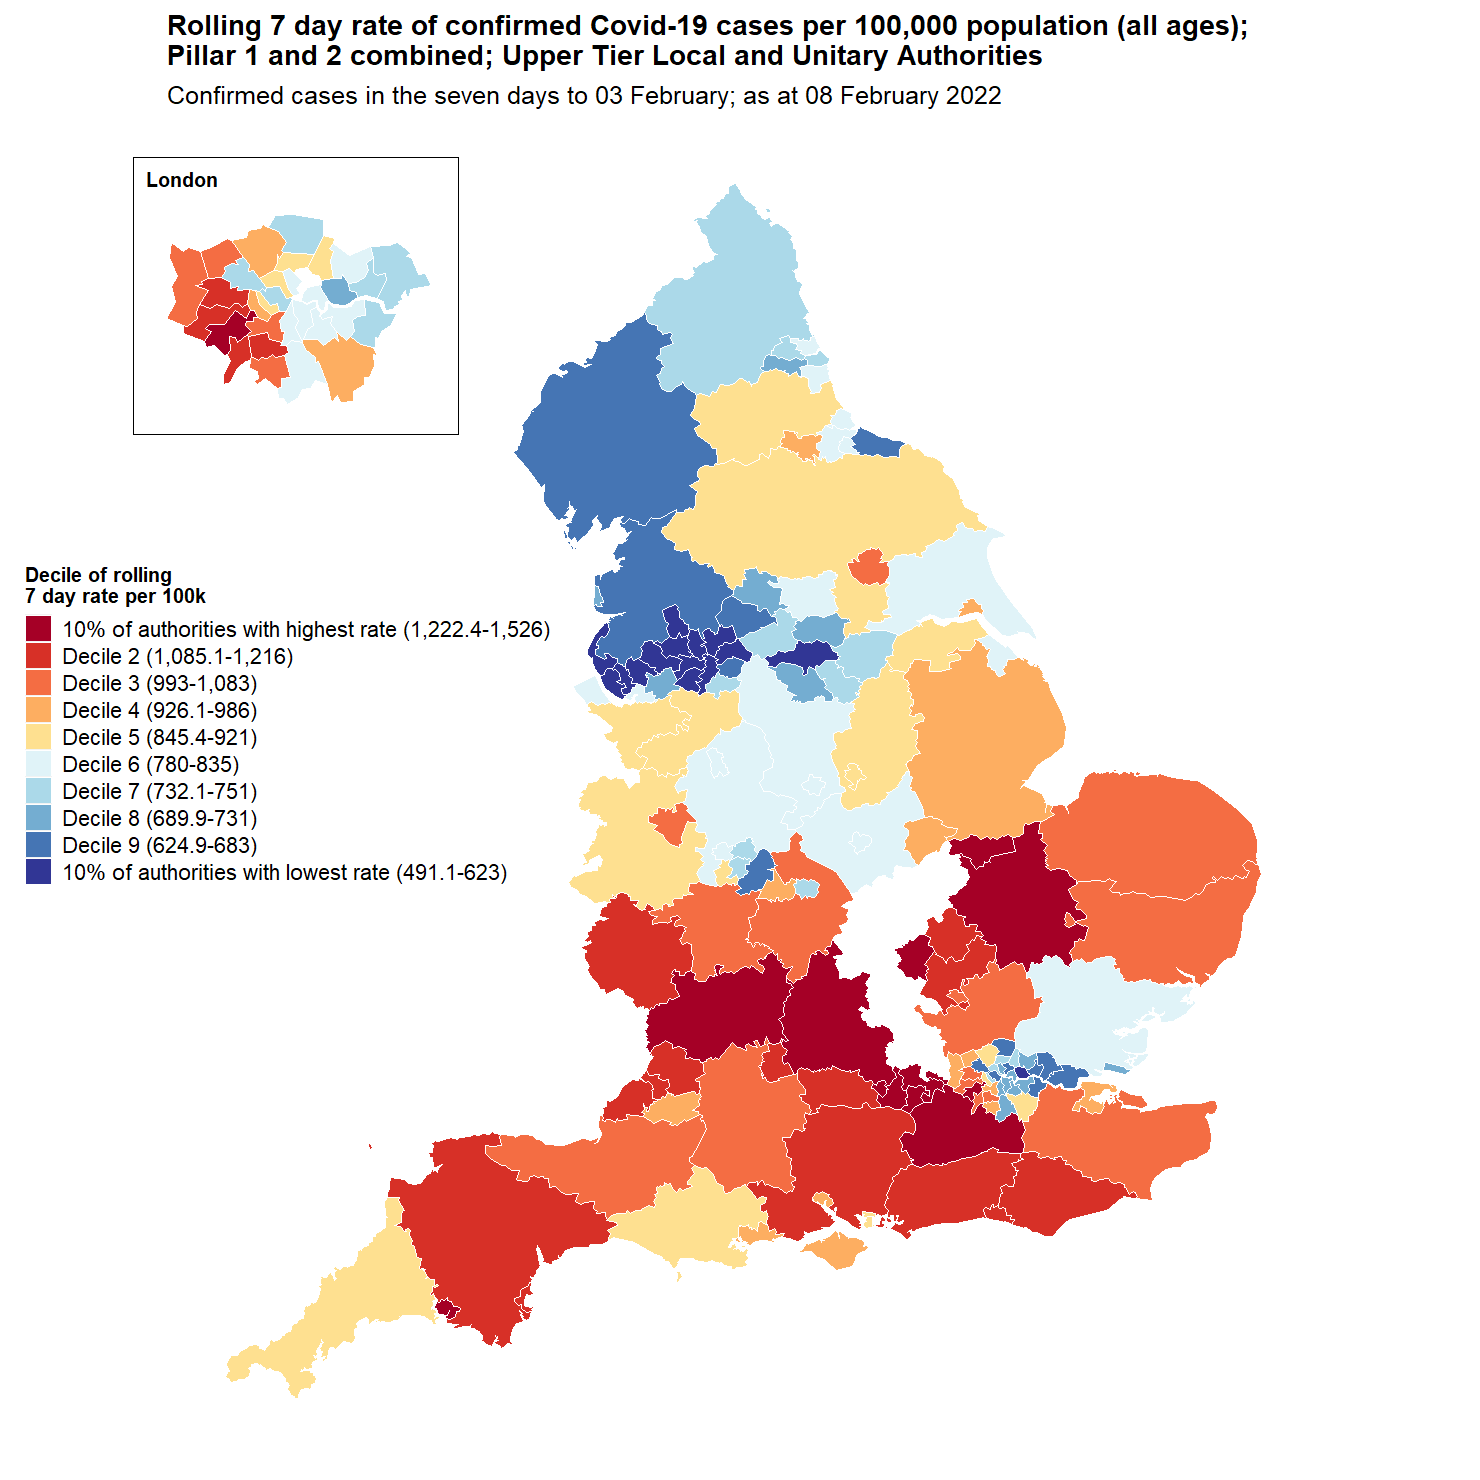 Rolling 7 day rate of confirmed Covid-19 cases per 100,000 population (all ages);
Pillar 1 and 2 combined; Upper Tier Local and Unitary Authorities
Confirmed cases in the seven days to 03 February; as at 08 February 2022
London
Decile of rolling
7 day rate per 100k
10% of authorities with highest rate (1,222.4-1,526)
Decile 2 (1,085.1-1,216)
Decile 3 (993-1,083)
Decile 4 (926.1-986)
Decile 5 (845.4-921)
Decile 6 (780-835)
Decile 7 (732.1-751)
Decile 8 (689.9-731)
Decile 9 (624.9-683)
10% of authorities with lowest rate (491.1-623)